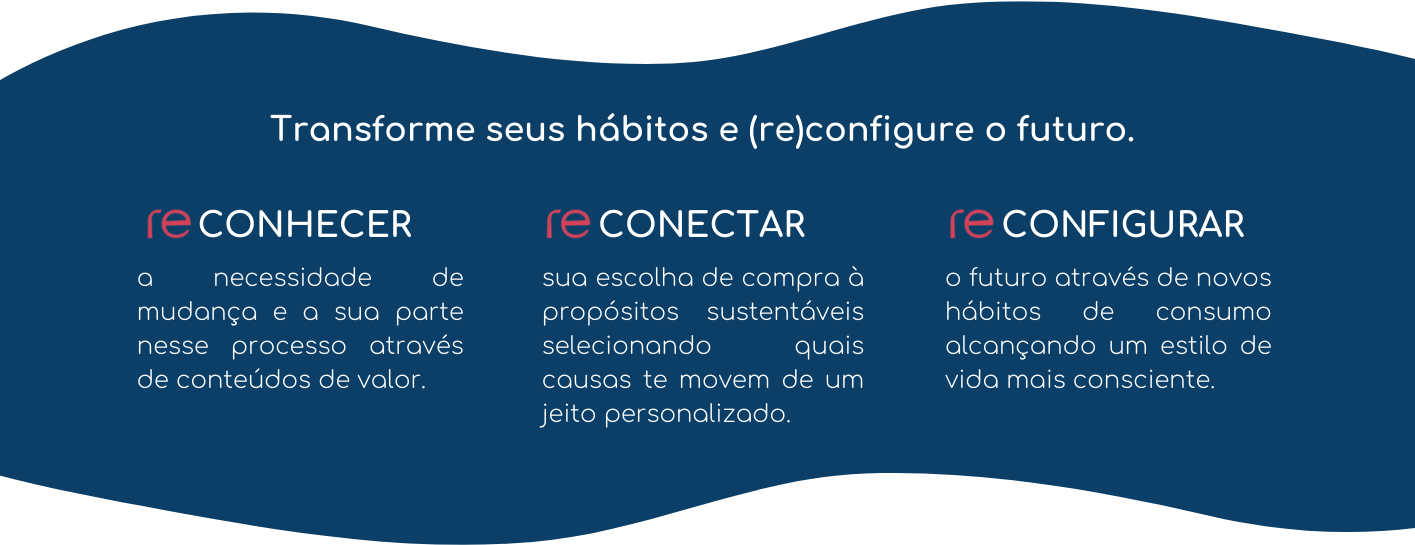 Transforme seus hábitos e (re)configure o futuro.
re CONHECER
a necessidade de
mudança e a sua parte
nesse processo através
de conteúdos de valor.
re CONECTAR
sua escolha de compra à
propósitos sustentáveis
selecionando quais
causas te movem de um
jeito personalizado.
re CONFIGURAR
o futuro através de novos
hábitos de consumo
alcançando um estilo de
vida mais consciente.